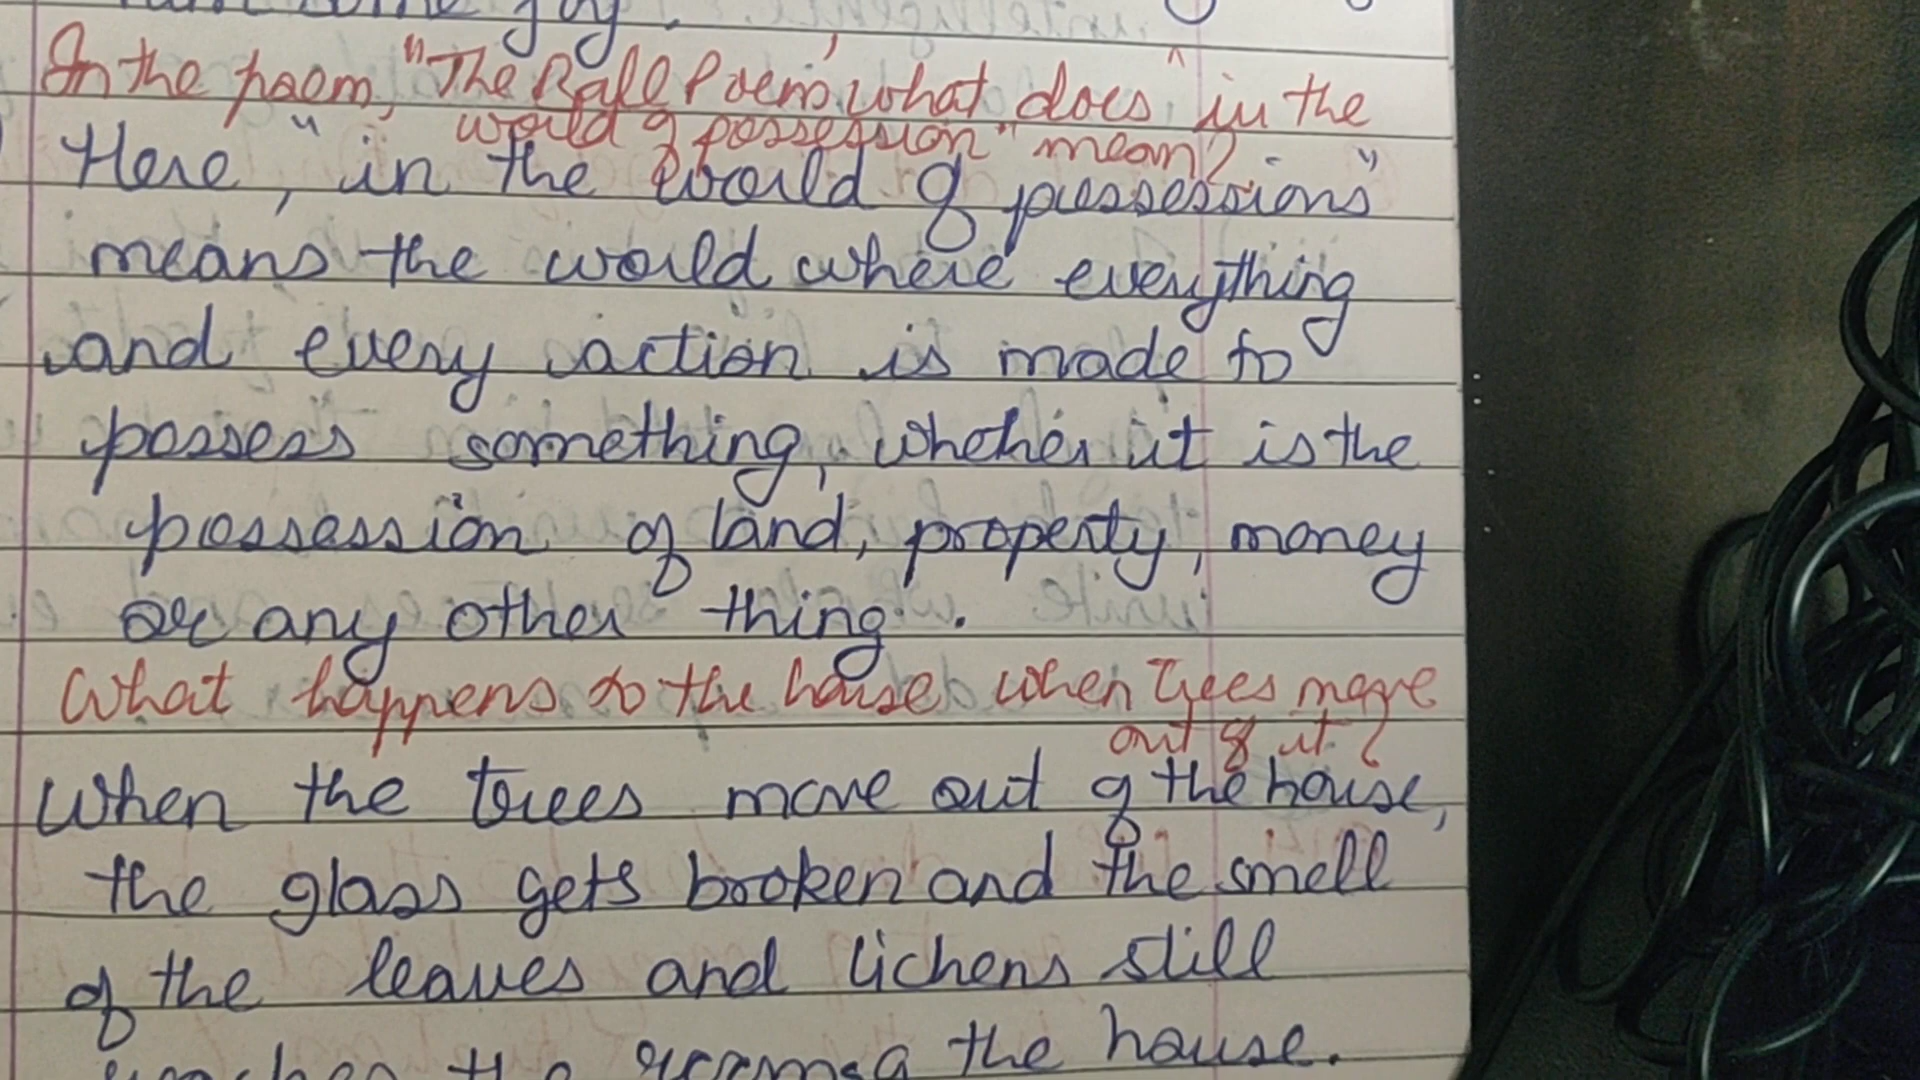 In the poem, "The Ball Poem', what does "in the
world of possession" mean?
Here, "in the world of possessions"
means the world where everything
and every action is made to
possess something, whether it is the
possession of land, property, money
or any other thing.
What happens to the house when trees move
out of it?
When the trees move out of the house,
the glass gets broken and the smell
of the leaves and lichens still
reaches the rooms of the house.